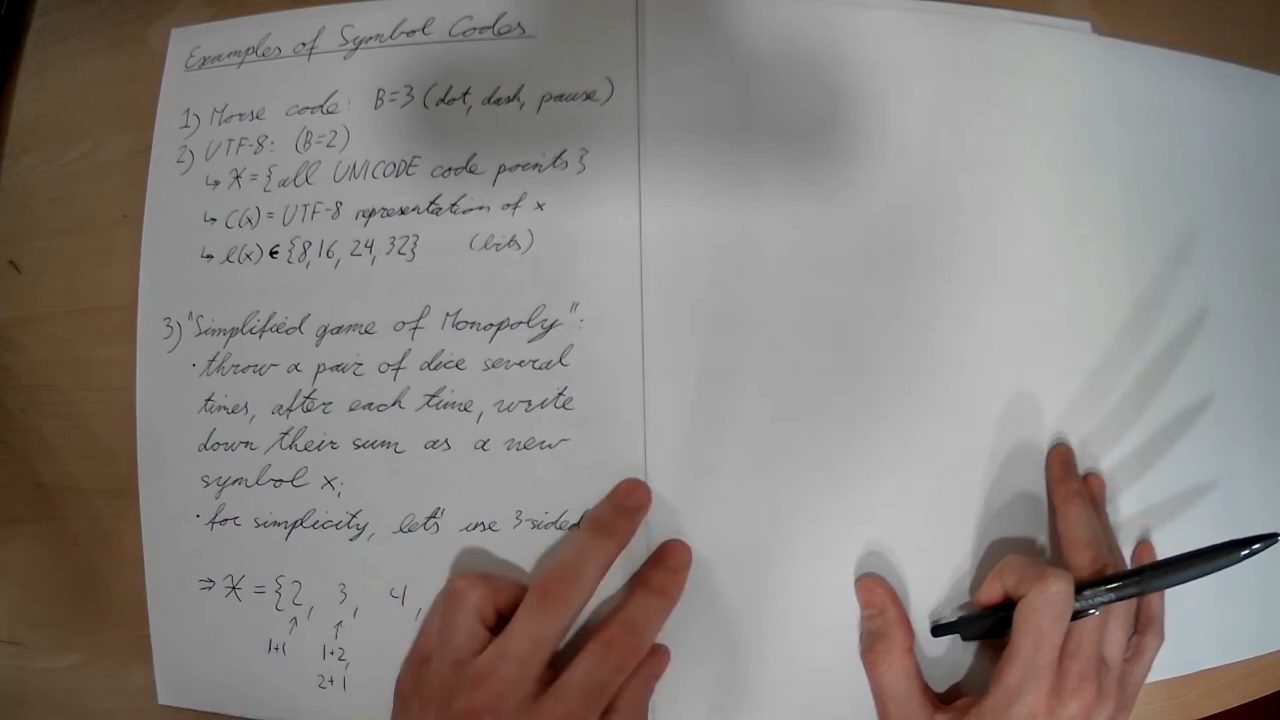 Examples of Symbol Codes
1) Morse code: B=3 (dot, dash, pause)
2) UTF-8: (B=2)
↳ X = {all UNICODE code points}
↳ C(x) = UTF-8 representation of x
↳ l(x) ∈ {8, 16, 24, 32} (bits)
3) "Simplified game of Monopoly":
· throw a pair of dice several
times, after each time, write
down their sum as a new
symbol x;
· for simplicity, let's use 3-sided
⇒ X = {2, 3, 4,
↑ ↑
1+1 1+2,
2+1